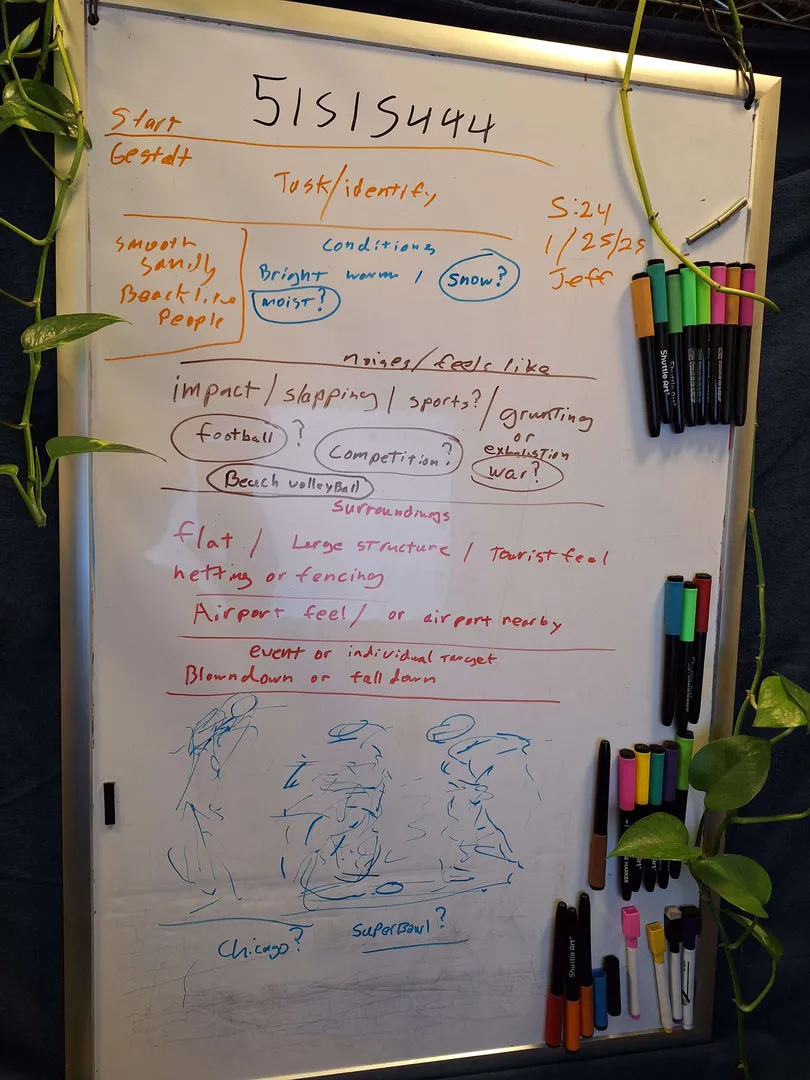 51515444
Start
Gestalt
Task/identify
S:24
1/25/25
Jeff
Smooth
Sandy
Beach line
People
Conditions
Bright warm / Snow?
moist?
noises/feels like
impact / slapping / sports? / grunting
or
exhaustion
football ? Competition? war?
Beach volleyball
Surroundings
flat / Large structure / Tourist feel
netting or fencing
Airport feel/ or airport nearby
event or individual Target
Blowndown or fall down
Chicago? SuperBowl?
Shuttle Art
Shuttle Art